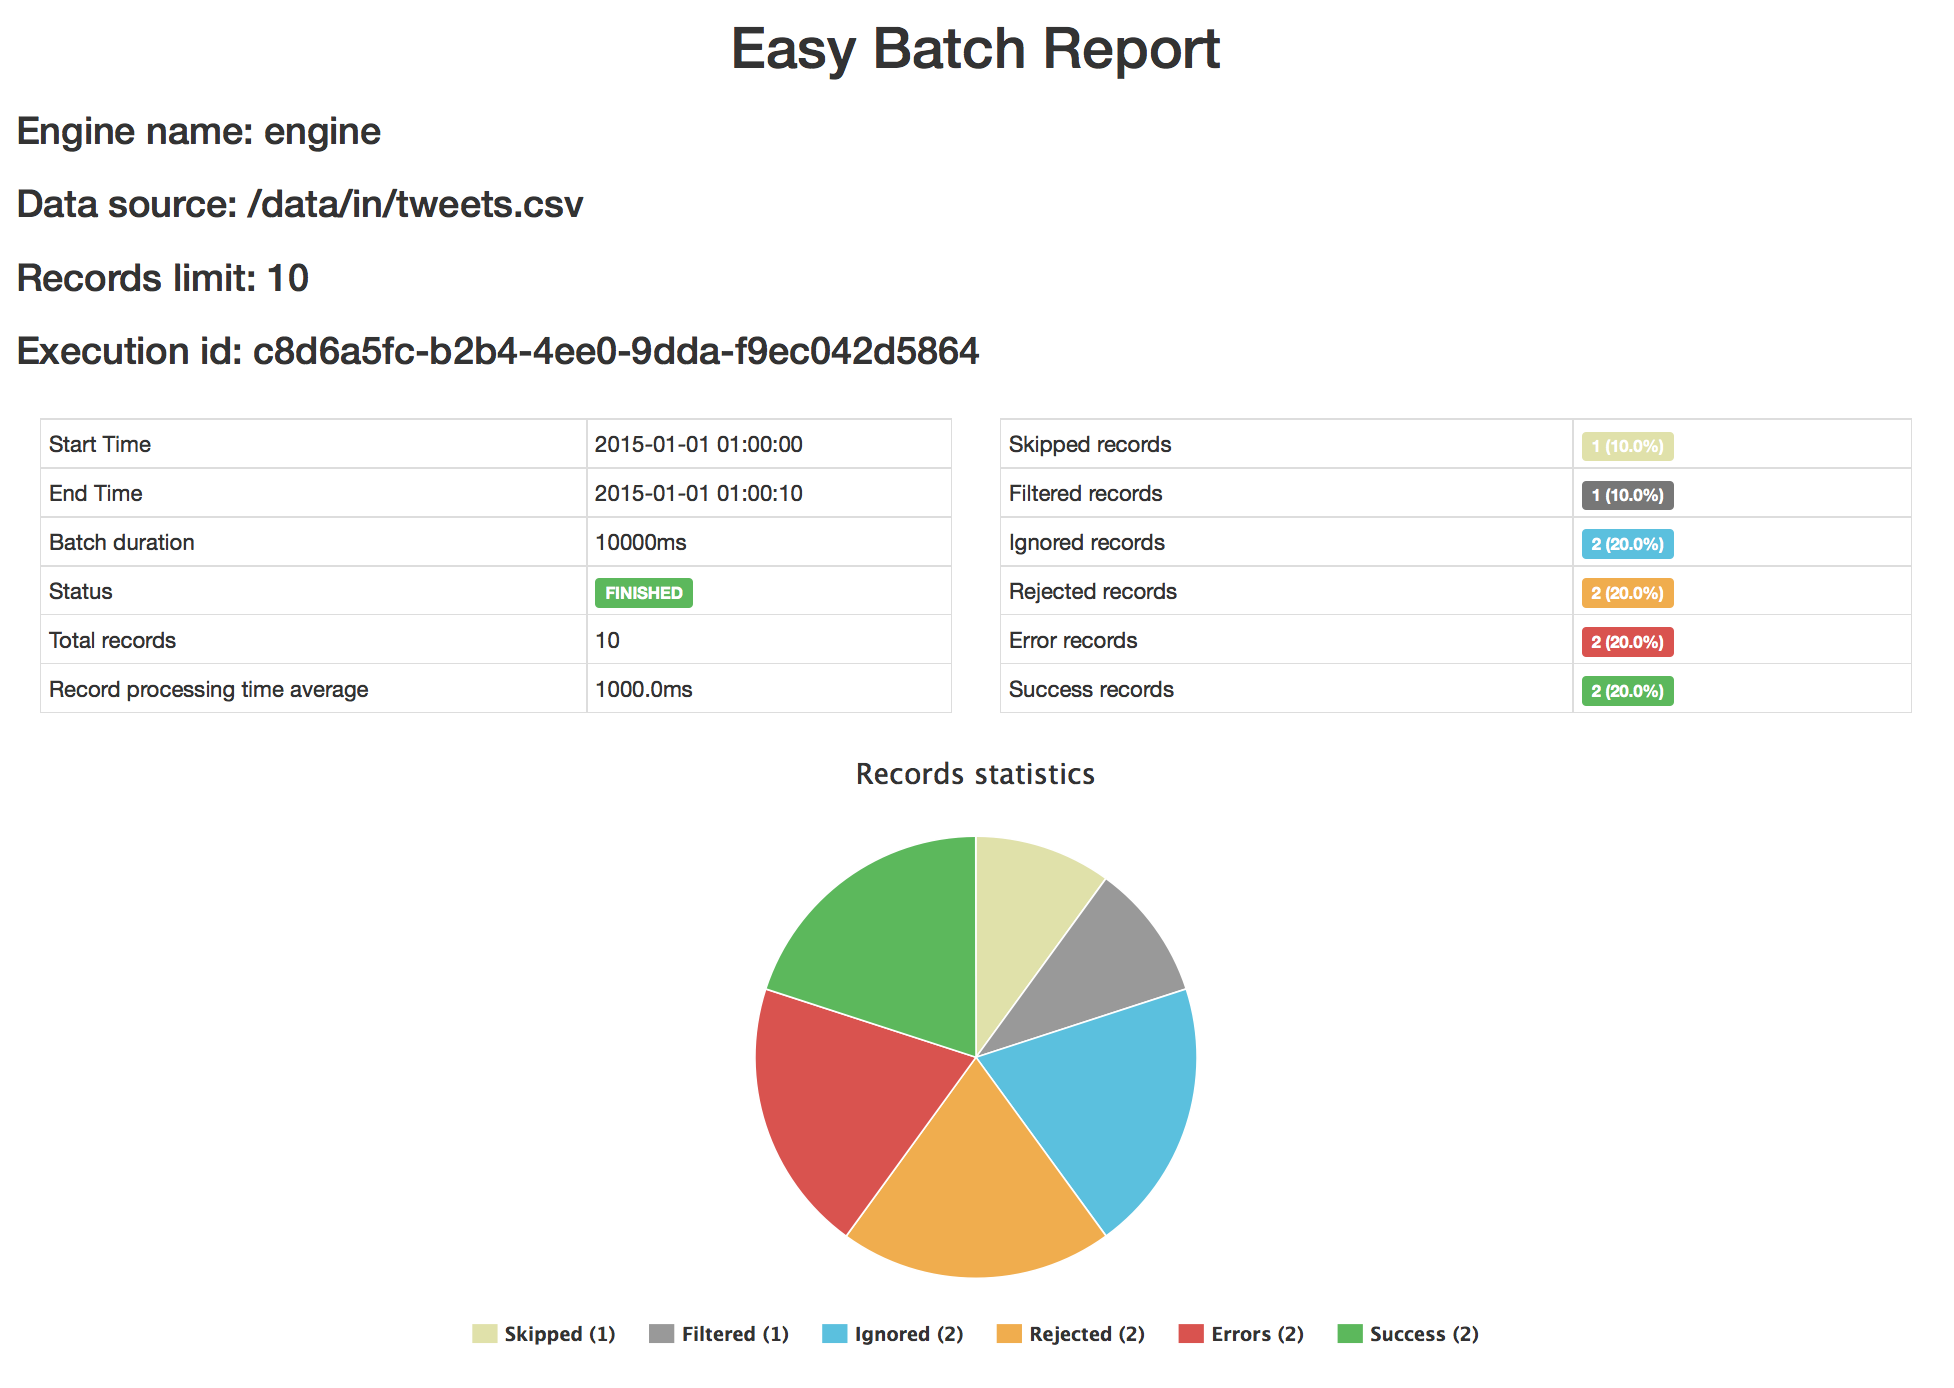 Easy Batch Report
Engine name: engine
Data source: /data/in/tweets.csv
Records limit: 10
Execution id: c8d6a5fc-b2b4-4ee0-9dda-f9ec042d5864
Start Time 2015-01-01 01:00:00
End Time 2015-01-01 01:00:10
Batch duration 10000ms
Status FINISHED
Total records 10
Record processing time average 1000.0ms
Skipped records 1 (10.0%)
Filtered records 1 (10.0%)
Ignored records 2 (20.0%)
Rejected records 2 (20.0%)
Error records 2 (20.0%)
Success records 2 (20.0%)
Records statistics
Skipped (1) Filtered (1) Ignored (2) Rejected (2) Errors (2) Success (2)